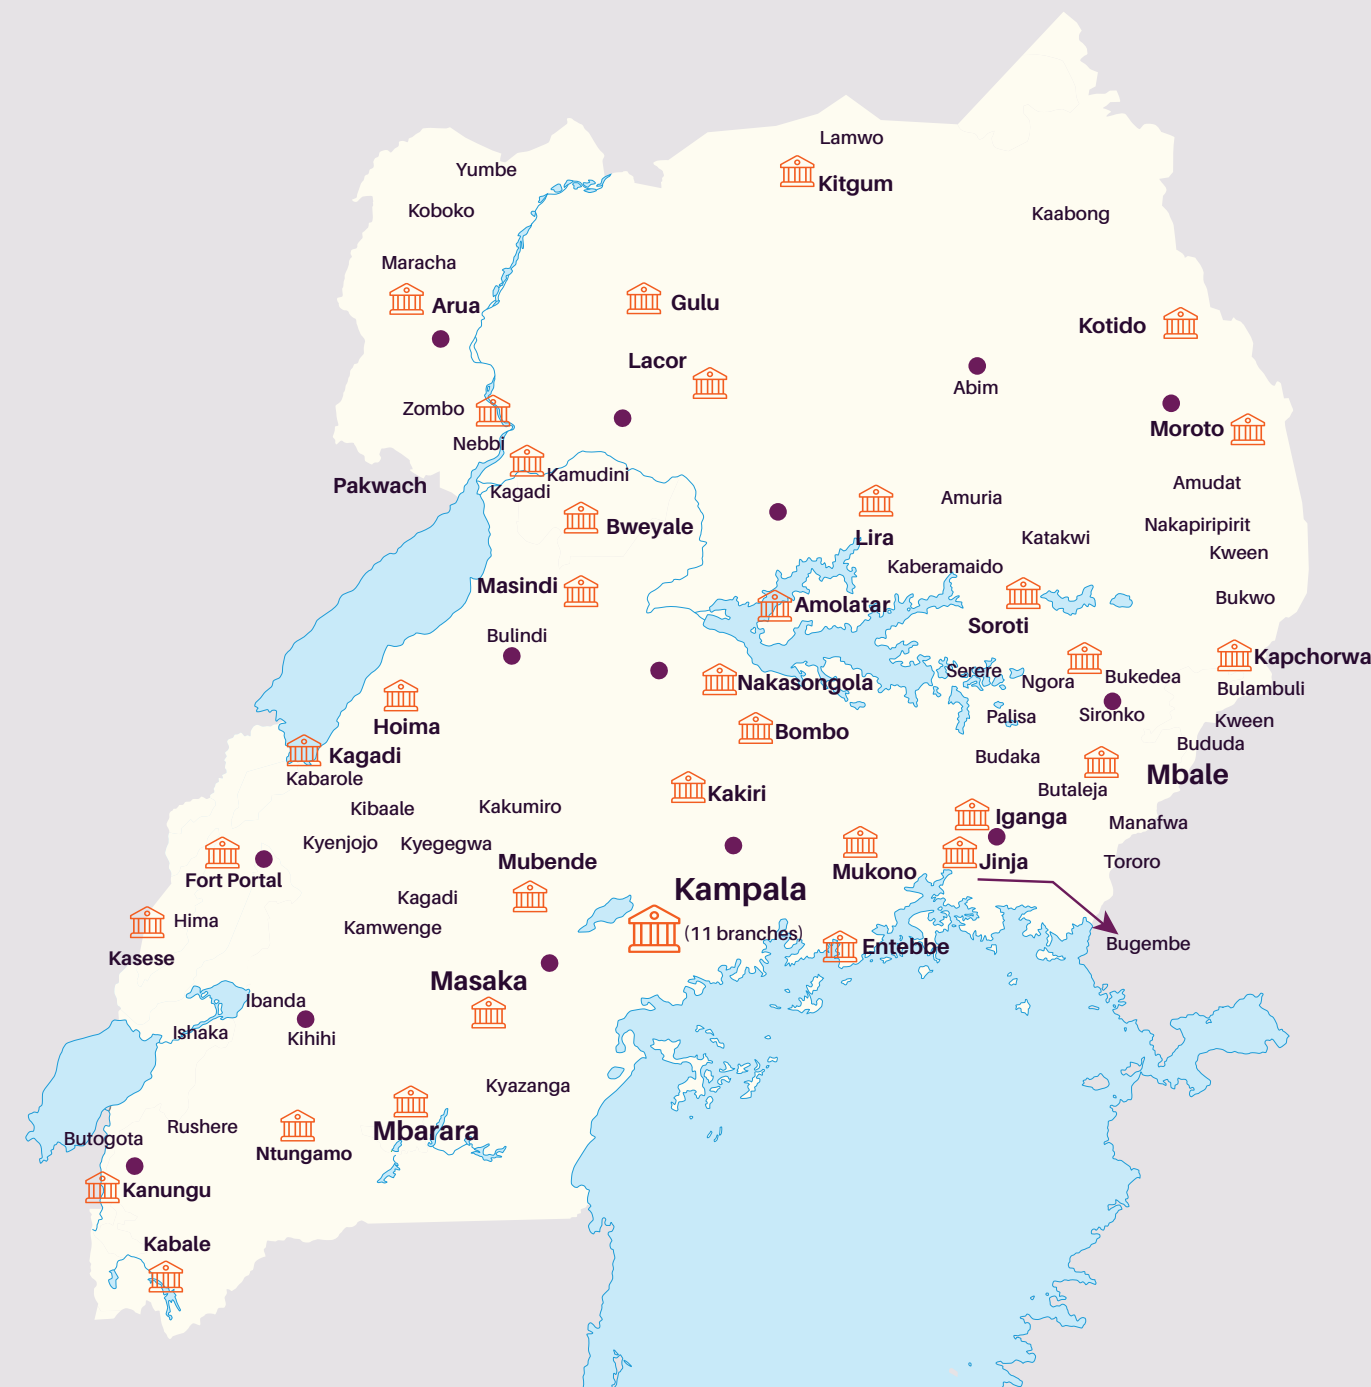 Lamwo
Yumbe
Kitgum
Koboko
Kaabong
Maracha
Arua
Gulu
Kotido
Lacor
Abim
Zombo
Moroto
Nebbi
Kamudini
Pakwach
Kagadi
Amudat
Amuria
Bweyale
Nakapiripirit
Lira
Katakwi
Kween
Kaberamaido
Masindi
Bukwo
Amolatar
Soroti
Bulindi
Kapchorwa
Serere
Ngora
Bukedea
Nakasongola
Bulambuli
Palisa
Sironko
Kween
Hoima
Bombo
Bududa
Kagadi
Budaka
Mbale
Kabarole
Butaleja
Kakiri
Kibaale
Kakumiro
Iganga
Manafwa
Kyenjojo
Kyegegwa
Mubende
Jinja
Tororo
Mukono
Fort Portal
Kampala
Kagadi
Hima
Kamwenge
(11 branches)
Bugembe
Entebbe
Kasese
Masaka
Ibanda
Ishaka
Kihihi
Kyazanga
Rushere
Mbarara
Butogota
Ntungamo
Kanungu
Kabale